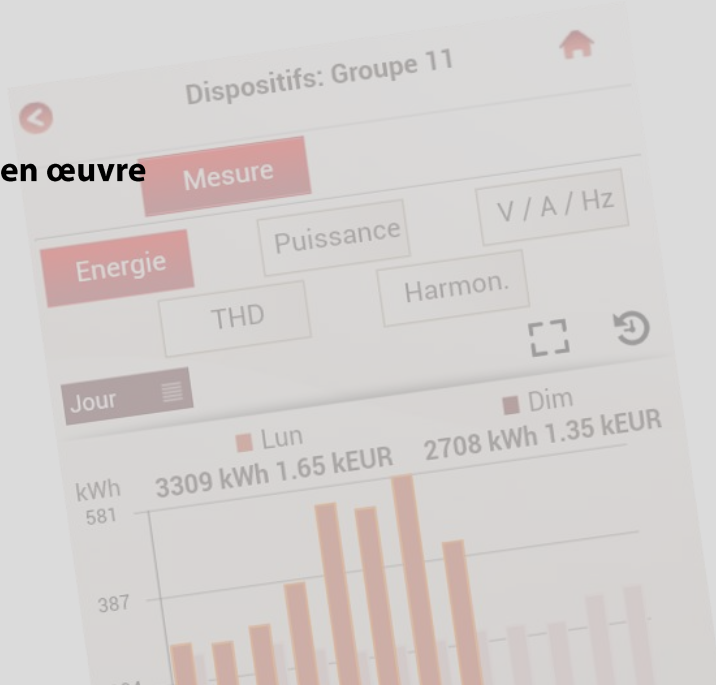 Dispositifs: Groupe 11
en œuvre
Mesure
Energie
Puissance
V / A / Hz
THD
Harmon.
Jour
Lun
Dim
3309 kWh 1.65 kEUR
2708 kWh 1.35 kEUR
kWh
581
387